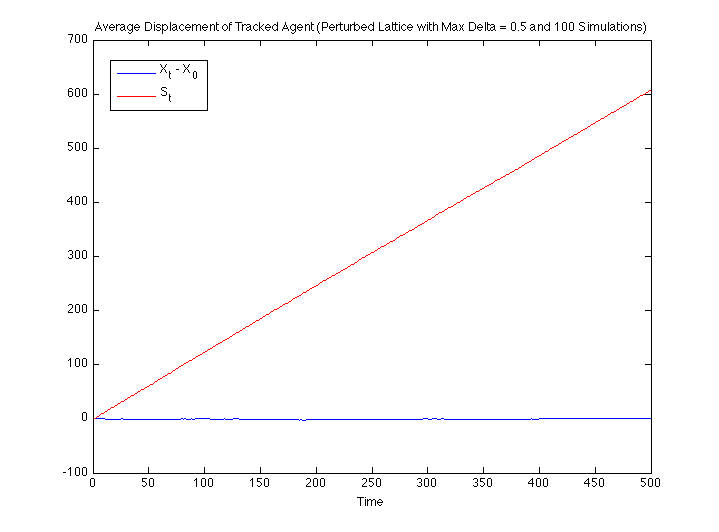 Average Displacement of Tracked Agent (Perturbed Lattice with Max Delta = 0.5 and 100 Simulations)
700
X_t - X_0
S_t
600
500
400
300
200
100
0
-100
0 50 100 150 200 250 300 350 400 450 500
Time